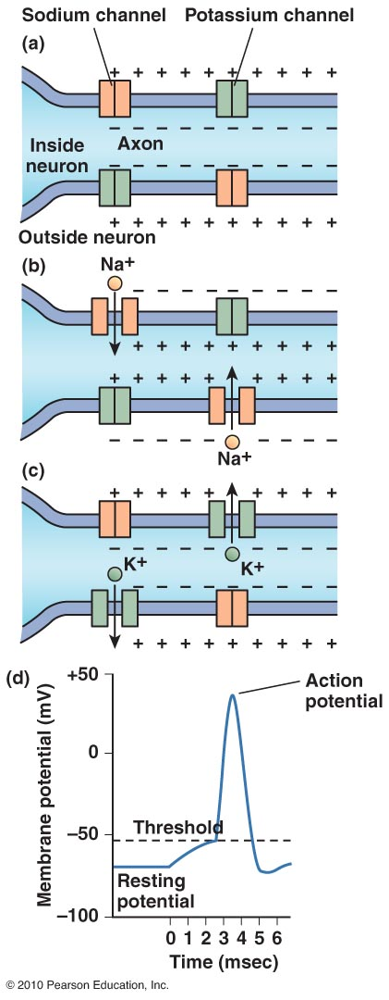 Sodium channel Potassium channel
(a)
Inside
neuron
Axon
Outside neuron
(b)
Na+
Na+
(c)
K+
K+
(d)
Membrane potential (mV)
+50
0
−50
−100
Action
potential
Threshold
Resting
potential
0 1 2 3 4 5 6
Time (msec)
© 2010 Pearson Education, Inc.